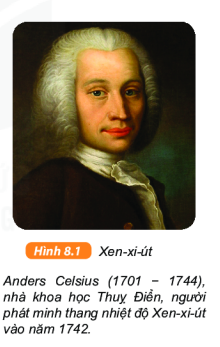 Hình 8.1 Xen-xi-út
Anders Celsius (1701 – 1744),
nhà khoa học Thuỵ Điển, người
phát minh thang nhiệt độ Xen-xi-út
vào năm 1742.